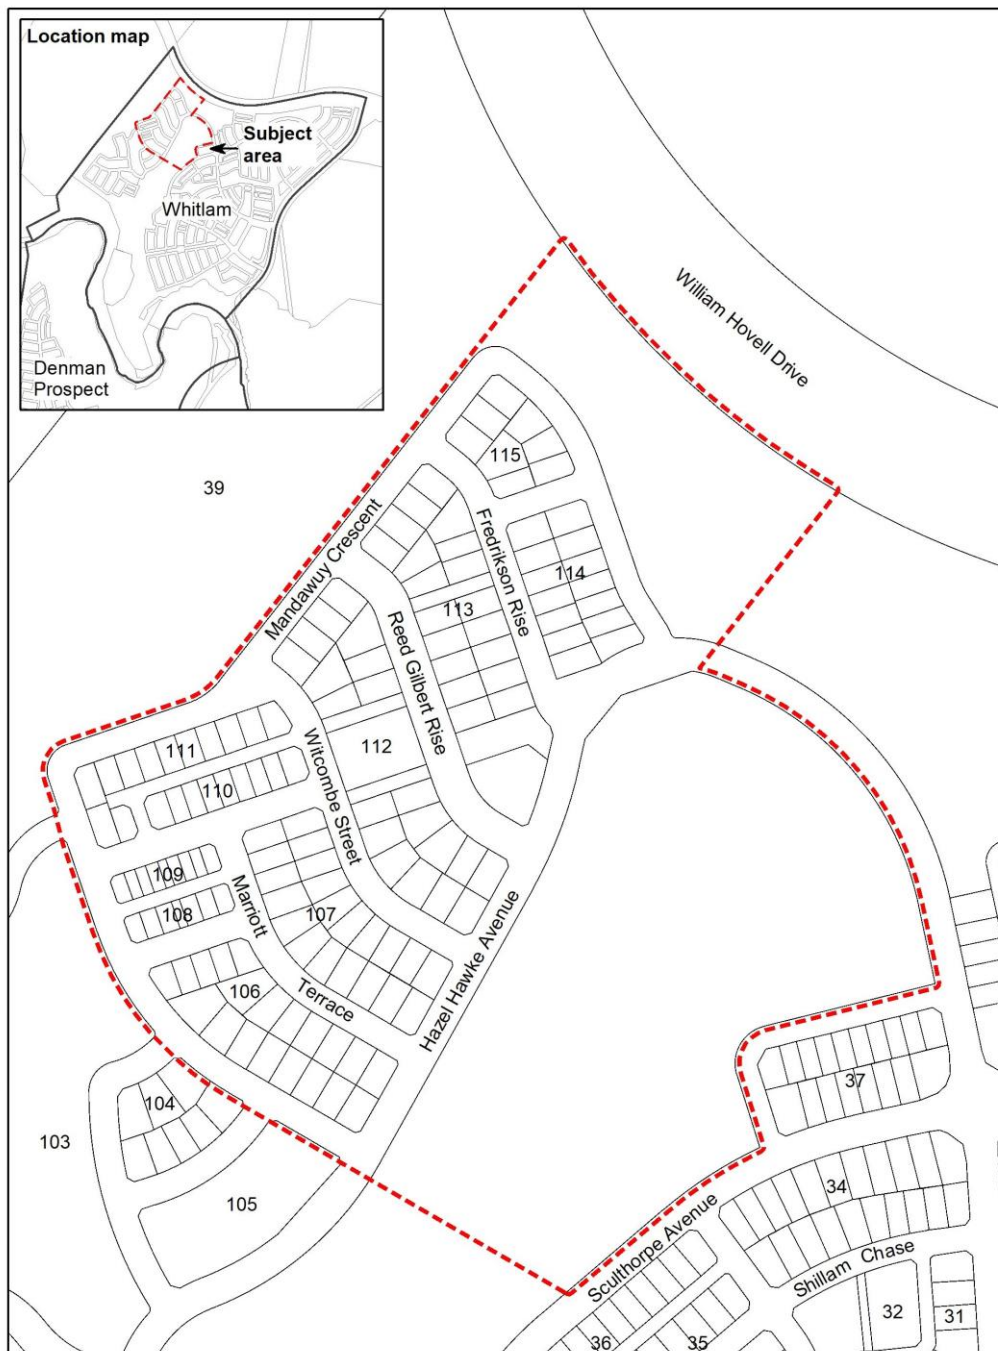 Location map
Subject
area
Whitlam
Denman
Prospect
William Hovell Drive
39
115
Mandawuy Crescent
Fredrikson Rise
114
113
Reed Gilbert Rise
112
111
Witcombe Street
110
109
Marriott
108
107
Hazel Hawke Avenue
106
Terrace
37
104
103
105
34
Sculthorpe Avenue
Shillam Chase
32
31
36
35